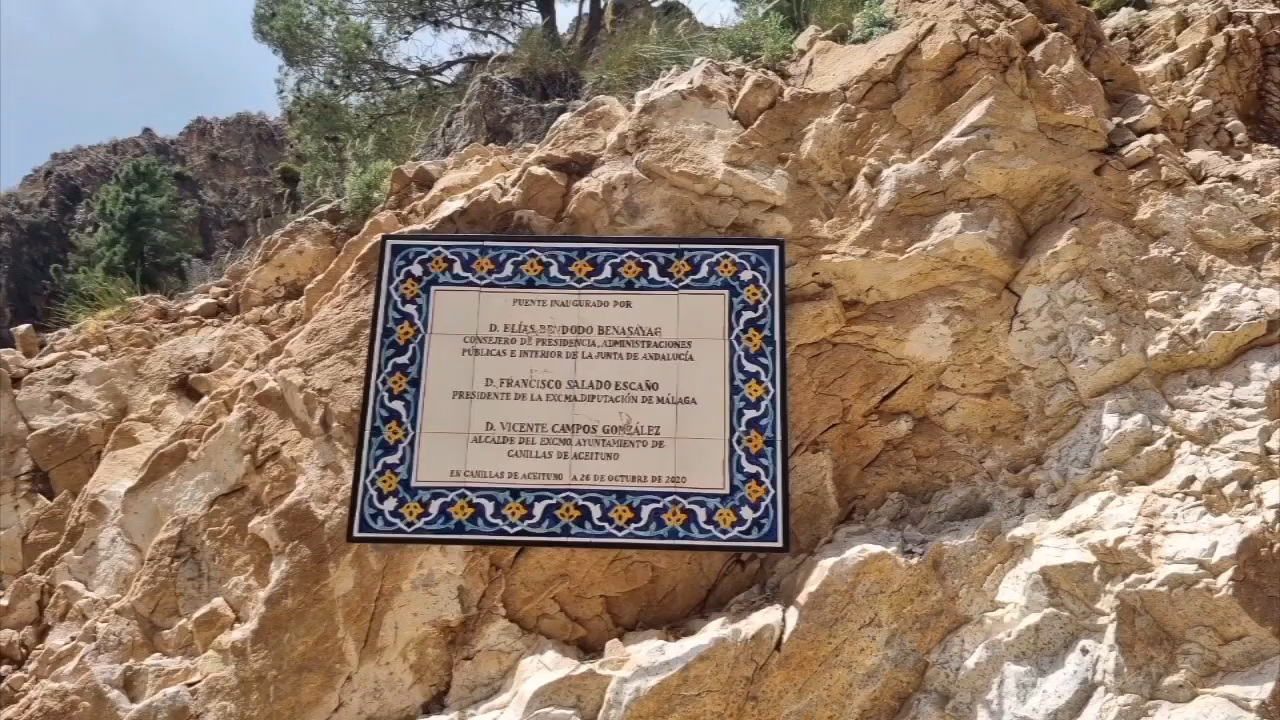 PUENTE INAUGURADO POR
D. ELÍAS BENDODO BENASAYAG
CONSEJERO DE PRESIDENCIA, ADMINISTRACIONES
PÚBLICAS E INTERIOR DE LA JUNTA DE ANDALUCÍA
D. FRANCISCO SALADO ESCAÑO
PRESIDENTE DE LA EXCMA.DIPUTACIÓN DE MÁLAGA
D. VICENTE CAMPOS GONZÁLEZ
ALCALDE DEL EXCMO. AYUNTAMIENTO DE
CANILLAS DE ACEITUNO
EN CANILLAS DE ACEITUNO A 26 DE OCTUBRE DE 2020